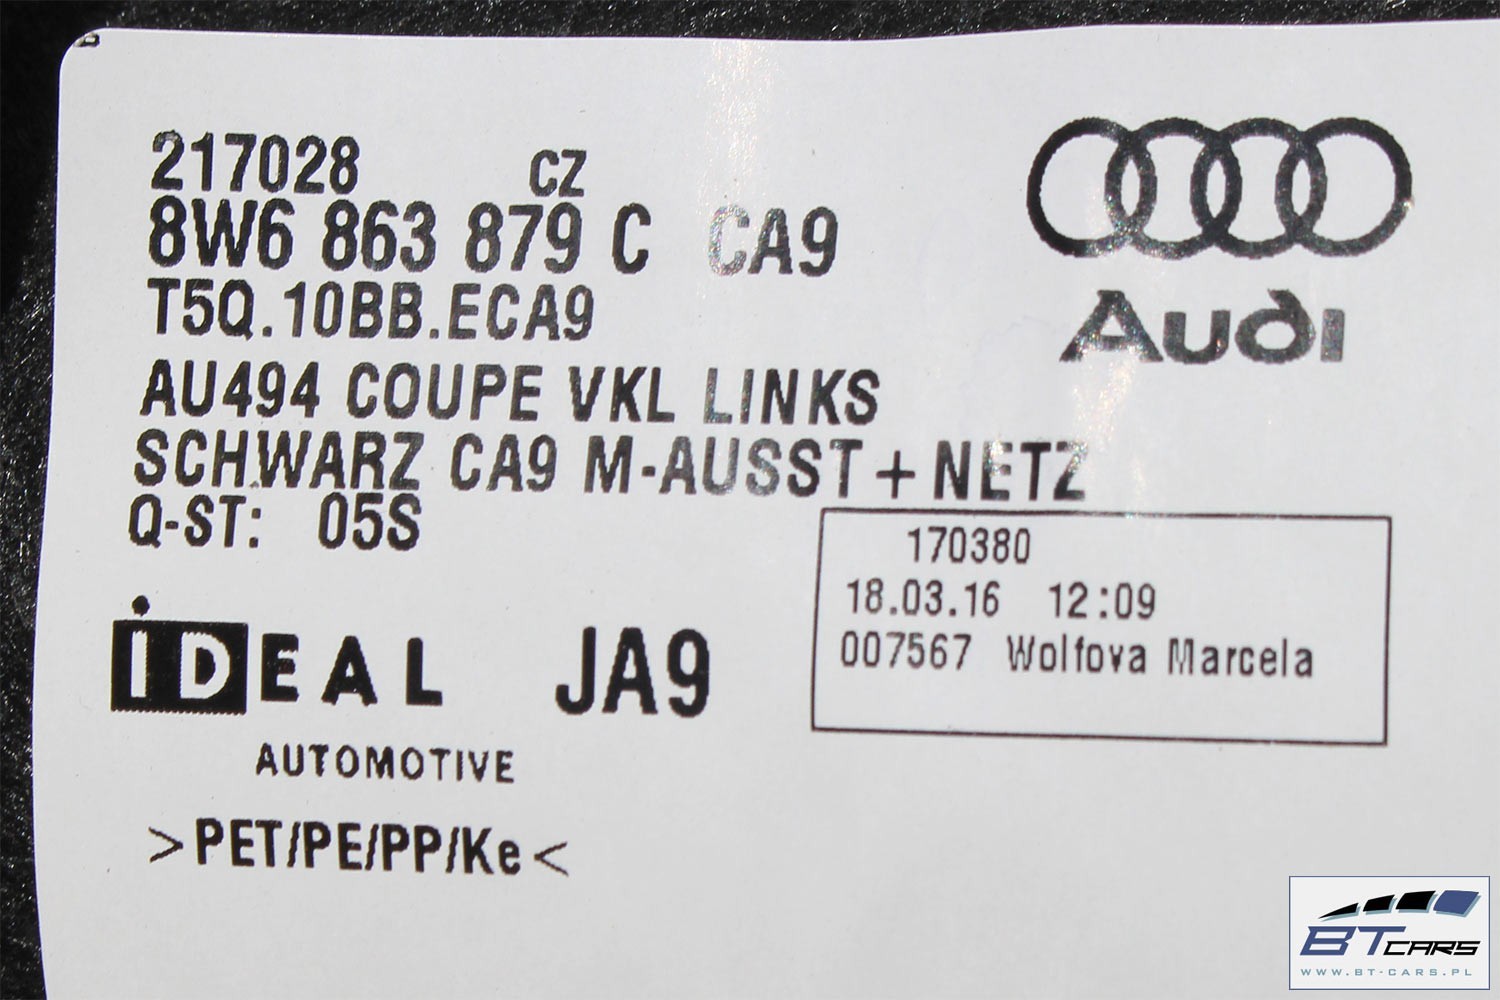 217028 CZ
8W6 863 879 C CA9
T5Q.10BB.ECA9
AU494 COUPE VKL LINKS
SCHWARZ CA9 M-AUSST+NETZ
Q-ST: 05S
Audi
170380
18.03.16 12:09
007567 Wolfova Marcela
iDEAL JA9
AUTOMOTIVE
>PET/PE/PP/Ke<
BT CARS
WWW.BT-CARS.PL